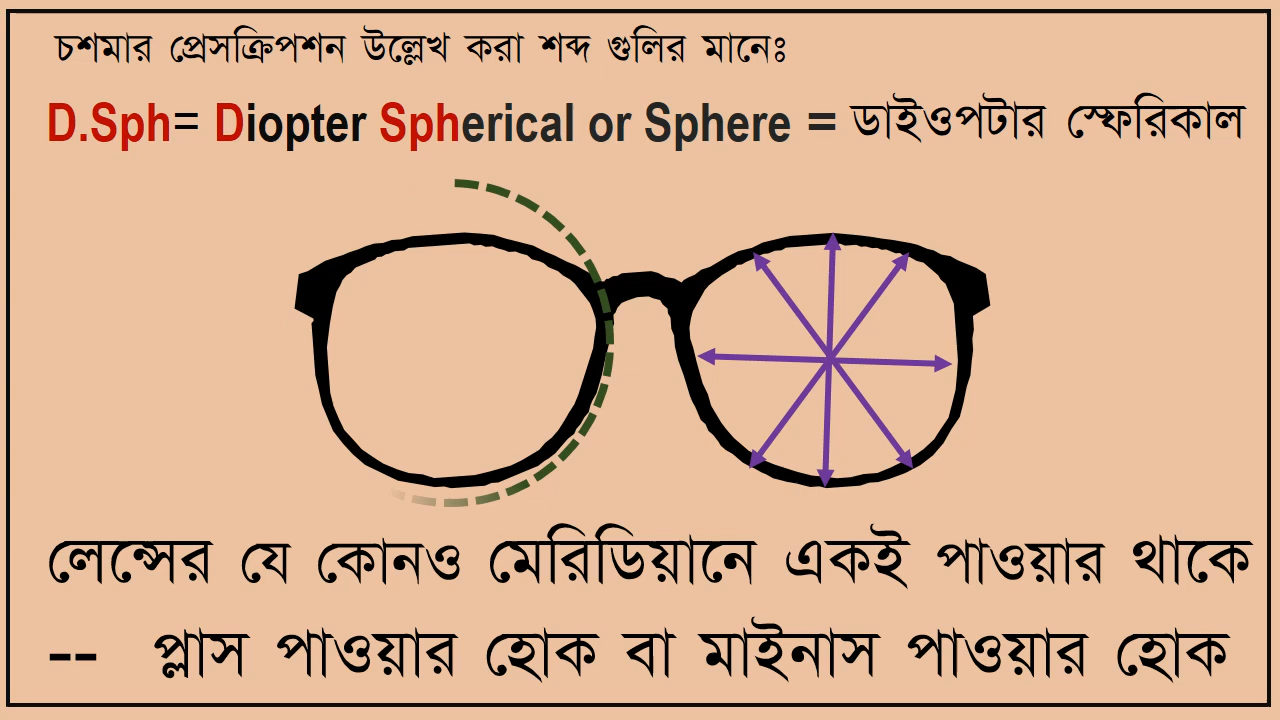 চশমার প্রেসক্রিপশন উল্লেখ করা শব্দ গুলির মানেঃ
D.Sph= Diopter Spherical or Sphere = ডাইওপটার স্ফেরিকাল
লেন্সের যে কোনও মেরিডিয়ানে একই পাওয়ার থাকে
-- প্লাস পাওয়ার হোক বা মাইনাস পাওয়ার হোক